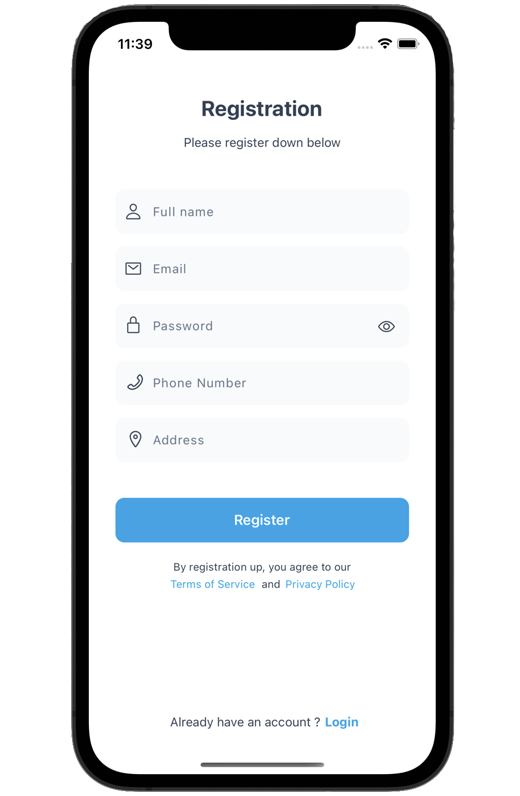 11:39
Registration
Please register down below
Full name
Email
Password
Phone Number
Address
Register
By registration up, you agree to our
Terms of Service and Privacy Policy
Already have an account ? Login